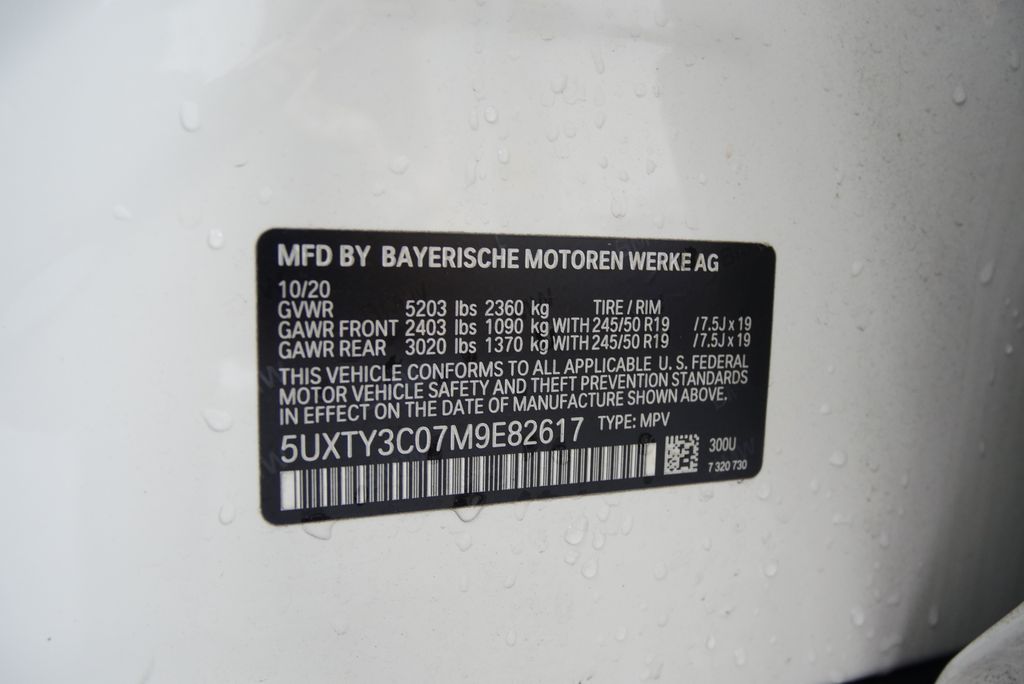 MFD BY BAYERISCHE MOTOREN WERKE AG
10/20
GVWR 5203 lbs 2360 kg TIRE / RIM
GAWR FRONT 2403 lbs 1090 kg WITH 245/50 R19 / 7.5J x 19
GAWR REAR 3020 lbs 1370 kg WITH 245/50 R19 / 7.5J x 19
THIS VEHICLE CONFORMS TO ALL APPLICABLE U. S. FEDERAL
MOTOR VEHICLE SAFETY AND THEFT PREVENTION STANDARDS
IN EFFECT ON THE DATE OF MANUFACTURE SHOWN ABOVE.
5UXTY3C07M9E82617 TYPE: MPV
300U
7 320 730